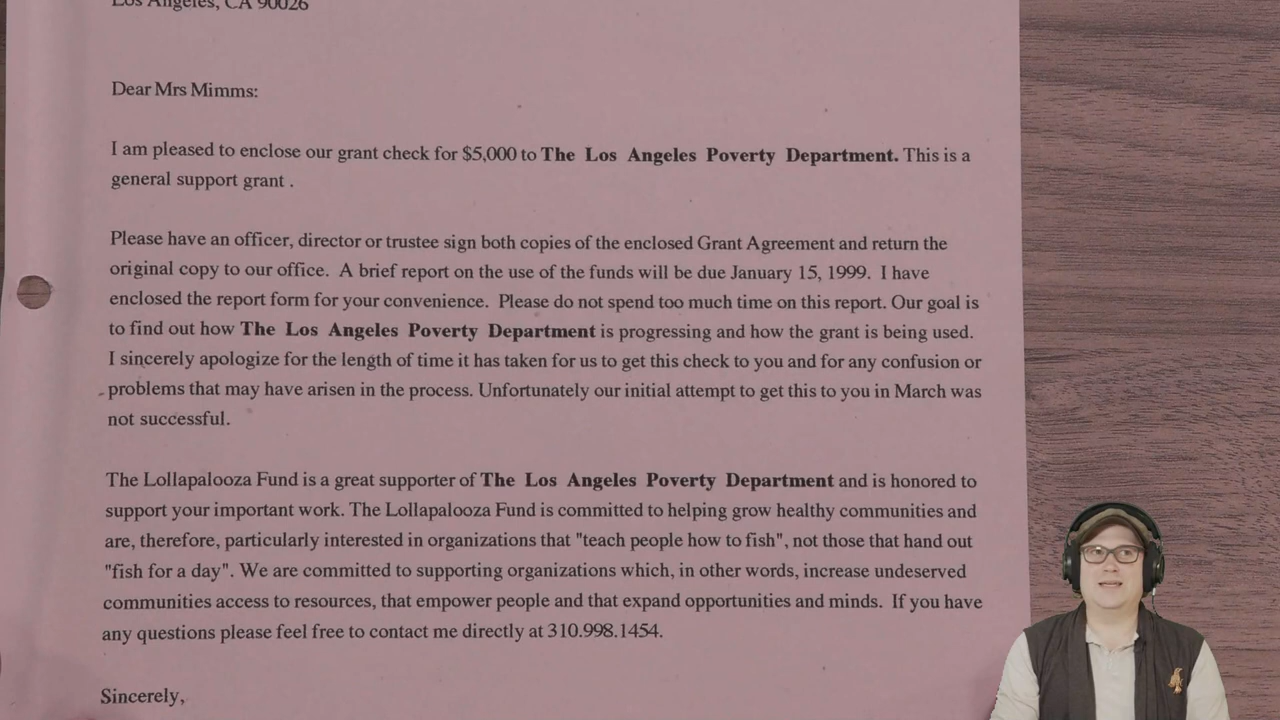 Los Angeles, CA 90026
Dear Mrs Mimms:
I am pleased to enclose our grant check for $5,000 to The Los Angeles Poverty Department. This is a
general support grant .
Please have an officer, director or trustee sign both copies of the enclosed Grant Agreement and return the
original copy to our office. A brief report on the use of the funds will be due January 15, 1999. I have
enclosed the report form for your convenience. Please do not spend too much time on this report. Our goal is
to find out how The Los Angeles Poverty Department is progressing and how the grant is being used.
I sincerely apologize for the length of time it has taken for us to get this check to you and for any confusion or
problems that may have arisen in the process. Unfortunately our initial attempt to get this to you in March was
not successful.
The Lollapalooza Fund is a great supporter of The Los Angeles Poverty Department and is honored to
support your important work. The Lollapalooza Fund is committed to helping grow healthy communities and
are, therefore, particularly interested in organizations that "teach people how to fish", not those that hand out
"fish for a day". We are committed to supporting organizations which, in other words, increase undeserved
communities access to resources, that empower people and that expand opportunities and minds. If you have
any questions please feel free to contact me directly at 310.998.1454.
Sincerely,